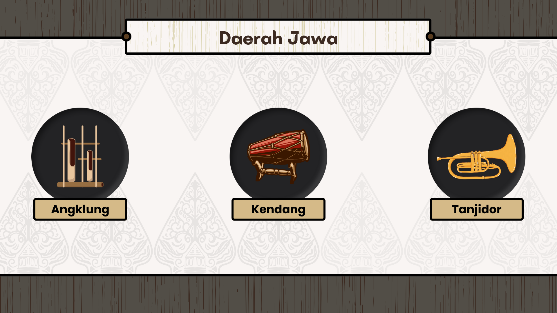 Daerah Jawa
Angklung
Kendang
Tanjidor